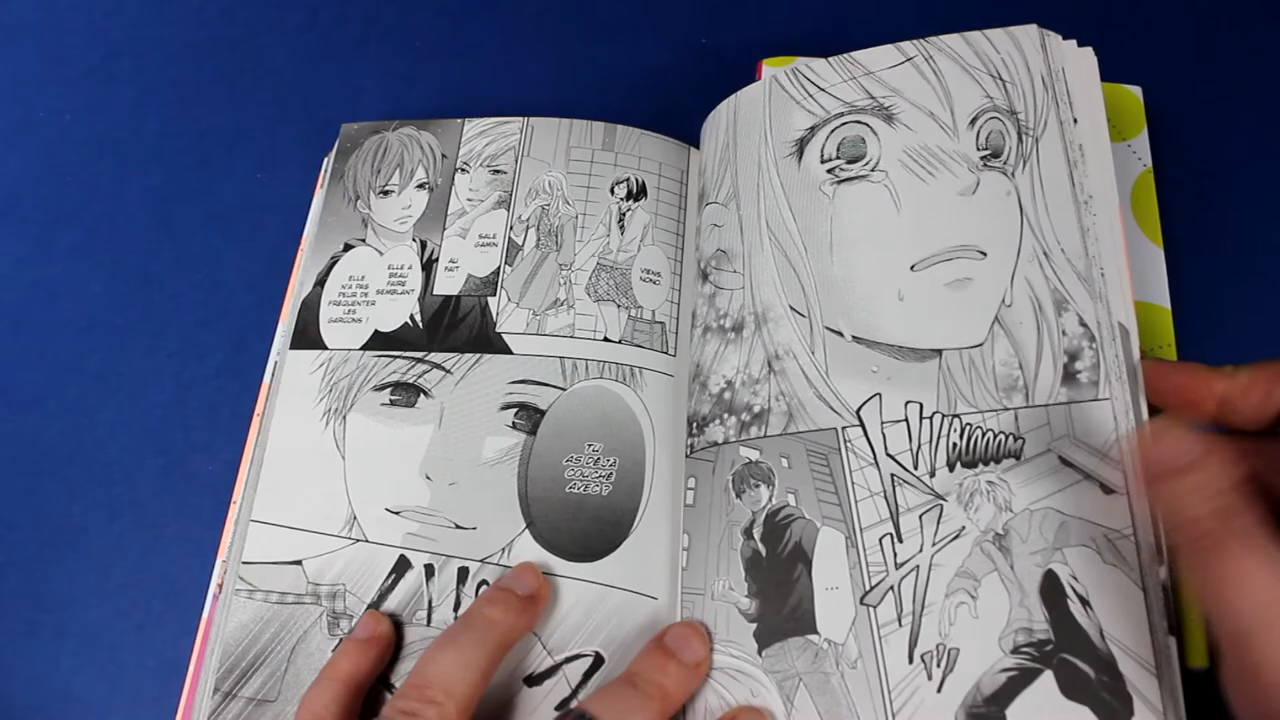 ELLE A
BEAU
FAIRE
SEMBLANT
...
ELLE
N'A PAS
PEUR DE
FRÉQUENTER
LES
GARÇONS !
SALE
GAMIN
...
AU
FAIT
...
VIENS,
NONO.
TU
AS DÉJÀ
COUCHÉ
AVEC ?
BLOOOM
...